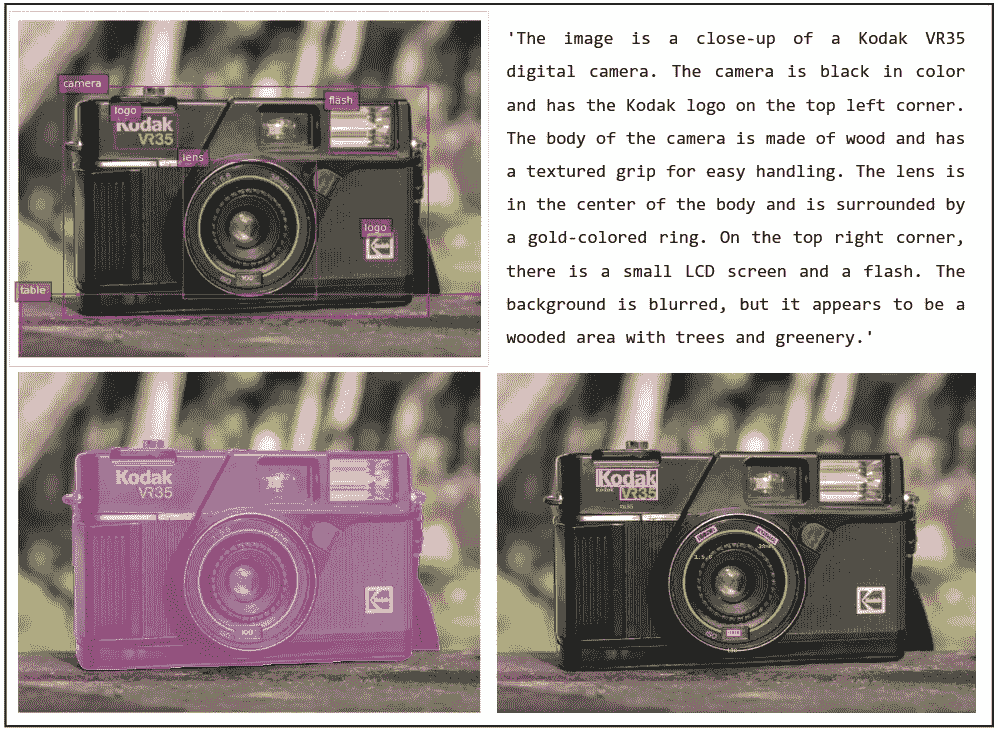 camera
flash
logo
Kodak
VR35
lens
logo
100
table
'The image is a close-up of a Kodak VR35
digital camera. The camera is black in color
and has the Kodak logo on the top left corner.
The body of the camera is made of wood and has
a textured grip for easy handling. The lens is
in the center of the body and is surrounded by
a gold-colored ring. On the top right corner,
there is a small LCD screen and a flash. The
background is blurred, but it appears to be a
wooded area with trees and greenery.'
Kodak
VR35
100
Kodak
VR35